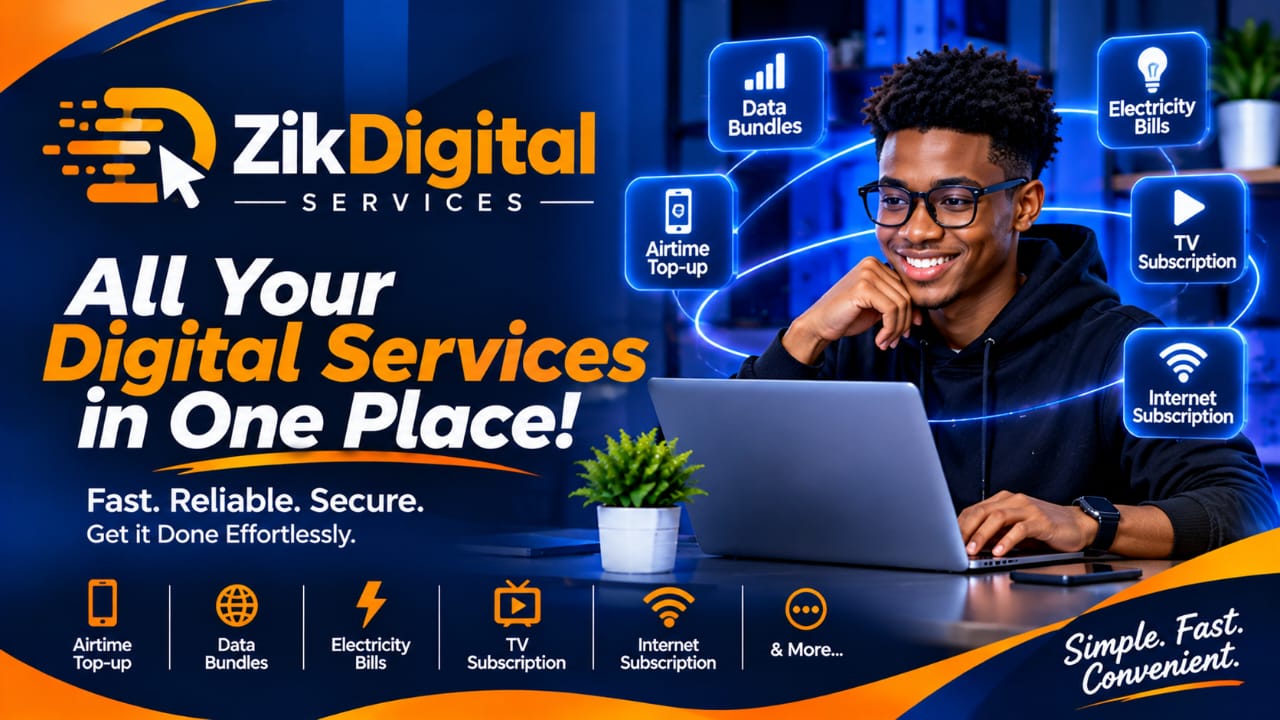 ZikDigital
SERVICES
All Your
Digital Services
in One Place!
Fast. Reliable. Secure.
Get it Done Effortlessly.
Data
Bundles
Electricity
Bills
Airtime
Top-up
TV
Subscription
Internet
Subscription
Airtime
Top-up
Data
Bundles
Electricity
Bills
TV
Subscription
Internet
Subscription
& More...
Simple. Fast.
Convenient.